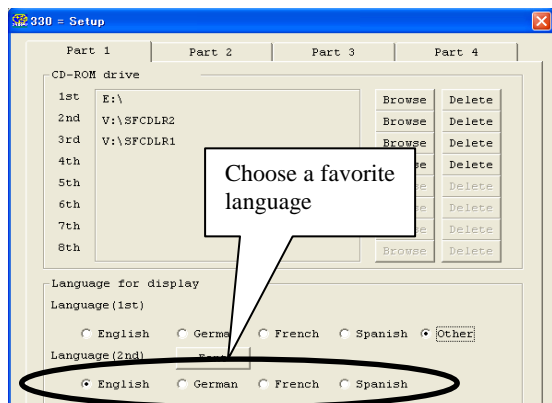 330 = Setup
Part 1 Part 2 Part 3 Part 4
CD-ROM drive
1st E:\ Browse Delete
2nd V:\SFCDLR2 Browse Delete
3rd V:\SFCDLR1 Browse Delete
4th Delete
5th Delete
6th Delete
7th Delete
8th Browse Delete
Choose a favorite
language
Language for display
Language(1st)
English German French Spanish Other
Language(2nd)
English German French Spanish